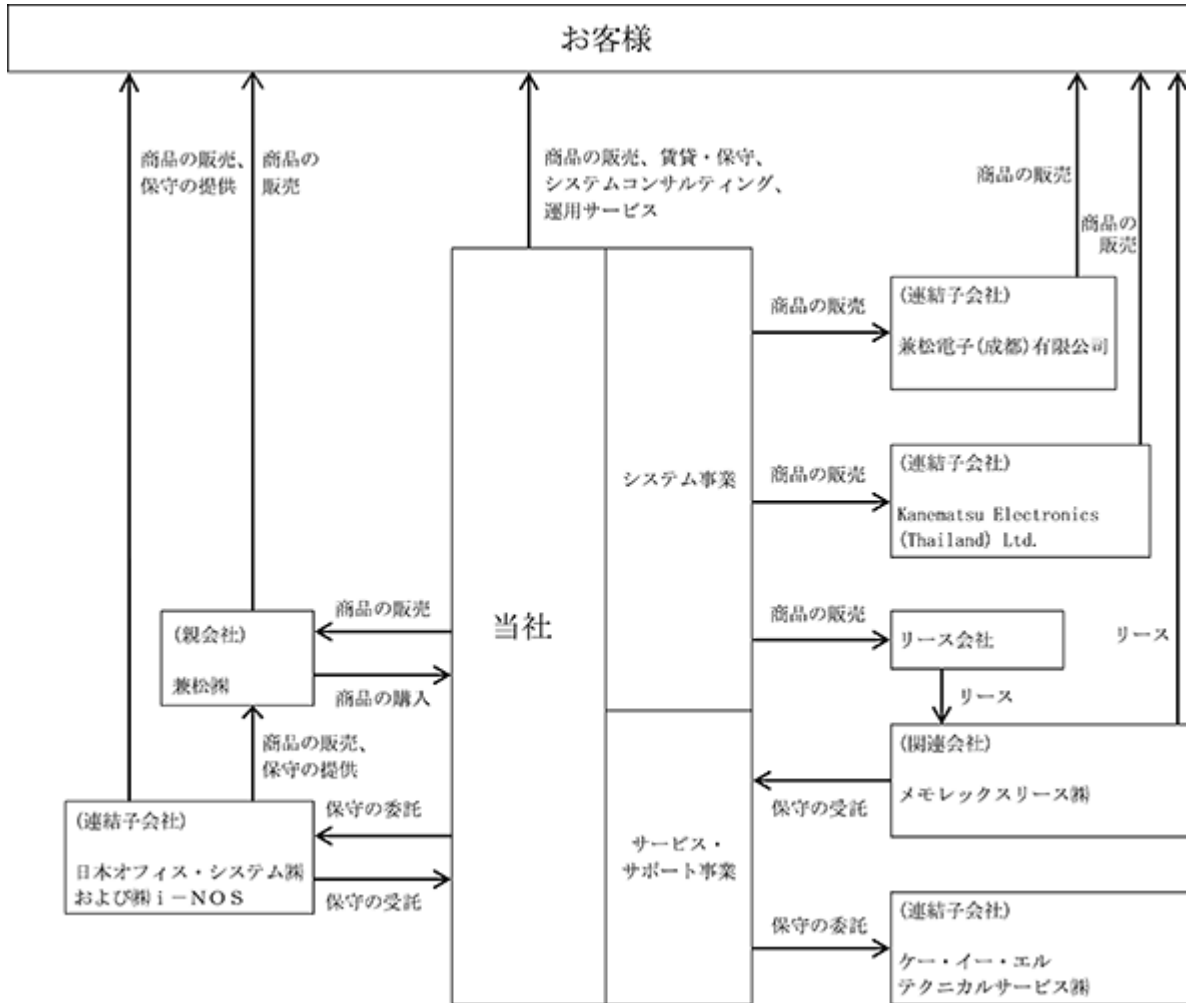 お客様
商品の販売、
保守の提供
商品の
販売
商品の販売、賃貸・保守、
システムコンサルティング、
運用サービス
商品の販売
商品の
販売
商品の販売
(連結子会社)
兼松電子(成都)有限公司
システム事業
商品の販売
(連結子会社)
Kanematsu Electronics
(Thailand) Ltd.
(親会社)
兼松㈱
商品の販売
商品の購入
当社
商品の販売
リース会社
リース
リース
商品の販売、
保守の提供
(関連会社)
メモレックスリース㈱
保守の受託
(連結子会社)
日本オフィス・システム㈱
および㈱ｉ－ＮＯＳ
保守の委託
保守の受託
サービス・
サポート事業
保守の委託
(連結子会社)
ケー・イー・エル
テクニカルサービス㈱